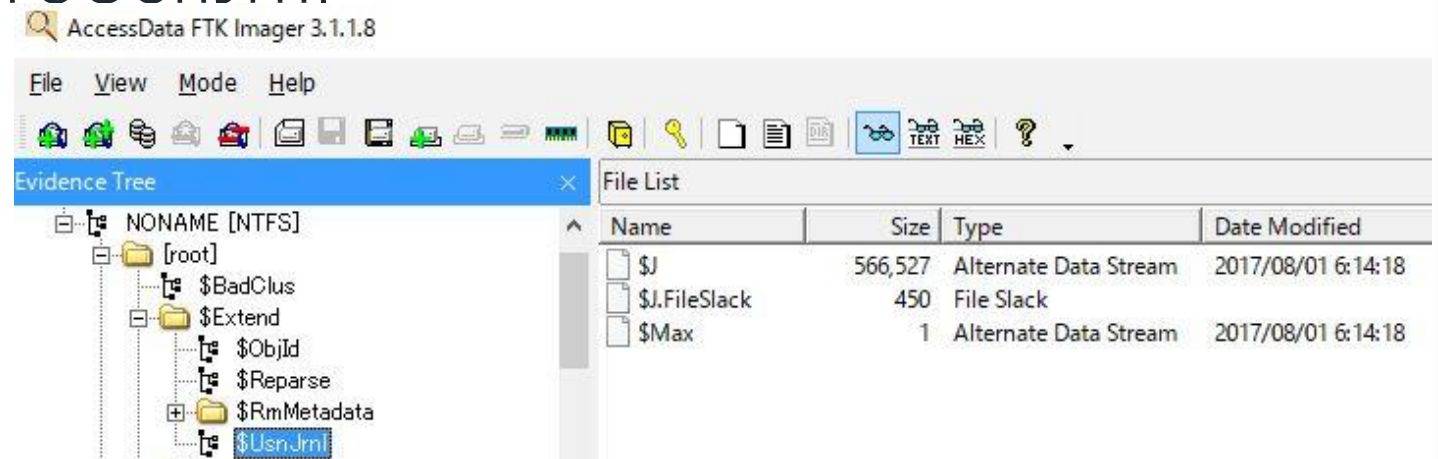 AccessData FTK Imager 3.1.1.8
File View Mode Help
TEXT HEX
Evidence Tree
File List
NONAME [NTFS]
[root]
$BadClus
$Extend
$ObjId
$Reparse
$RmMetadata
$UsnJrnl
Name Size Type Date Modified
$J 566,527 Alternate Data Stream 2017/08/01 6:14:18
$J.FileSlack 450 File Slack
$Max 1 Alternate Data Stream 2017/08/01 6:14:18